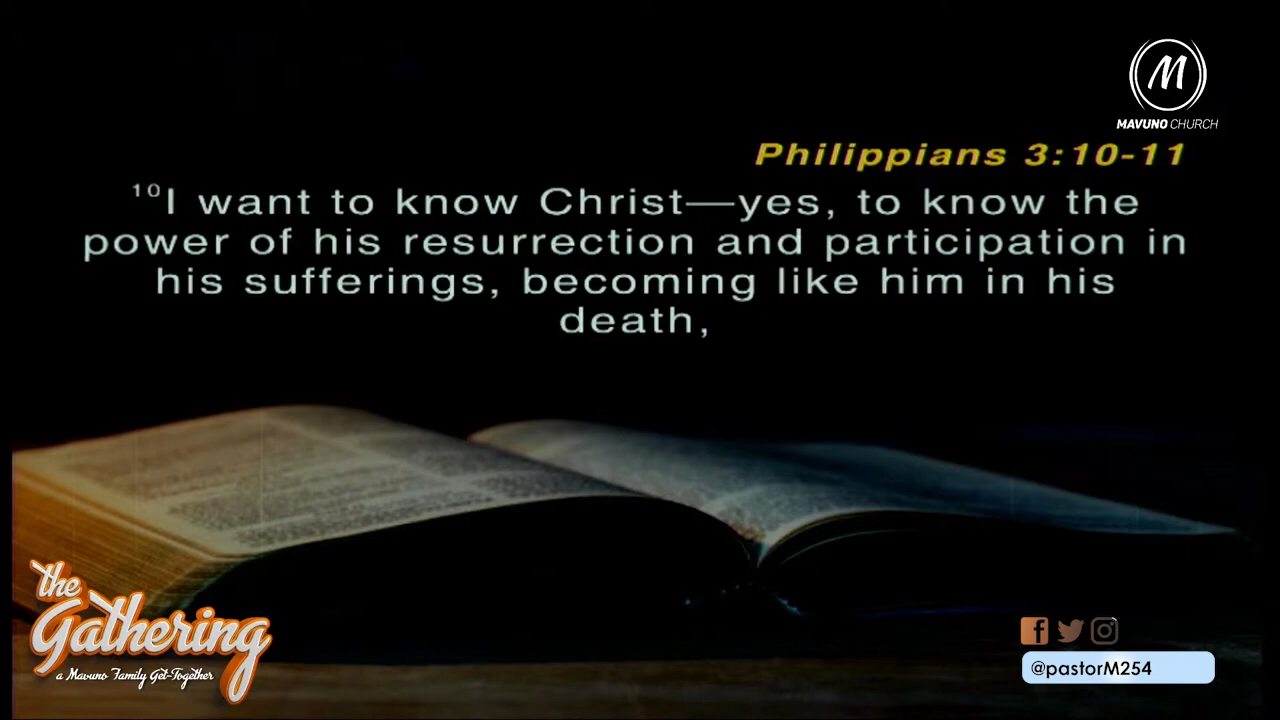 M
MAVUNO CHURCH
Philippians 3:10-11
¹⁰I want to know Christ—yes, to know the
power of his resurrection and participation in
his sufferings, becoming like him in his
death,
the
Gathering
a Mavuno Family Get-Together
@pastorM254